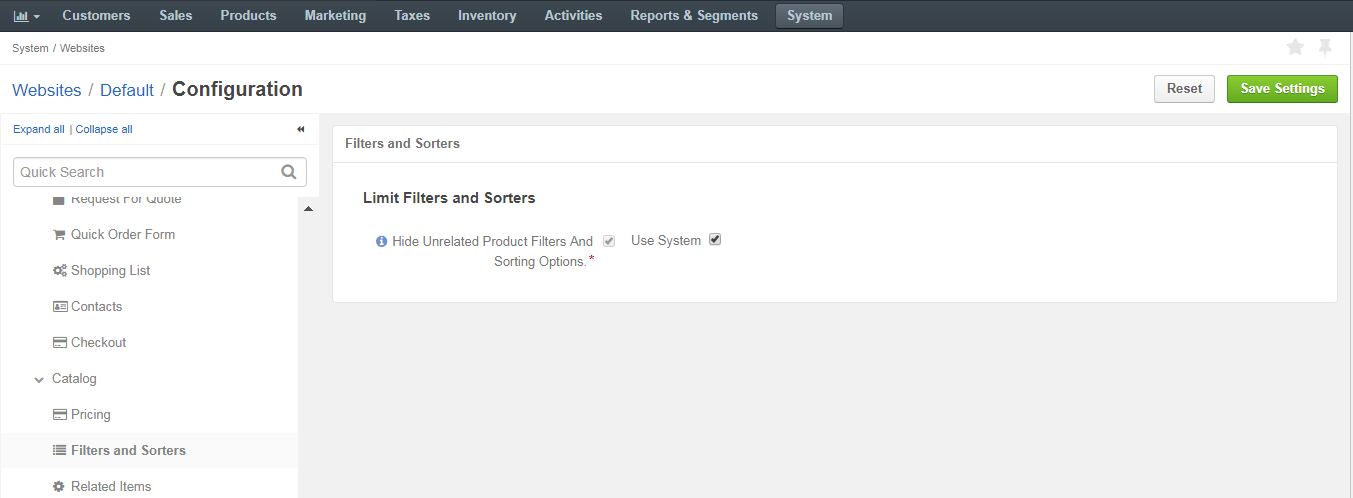 Customers Sales Products Marketing Taxes Inventory Activities Reports & Segments System
System / Websites
Websites / Default / Configuration
Reset Save Settings
Expand all | Collapse all
Quick Search
Request For Quote
Quick Order Form
Shopping List
Contacts
Checkout
Catalog
Pricing
Filters and Sorters
Related Items
Filters and Sorters
Limit Filters and Sorters
Hide Unrelated Product Filters And
Sorting Options.*
Use System